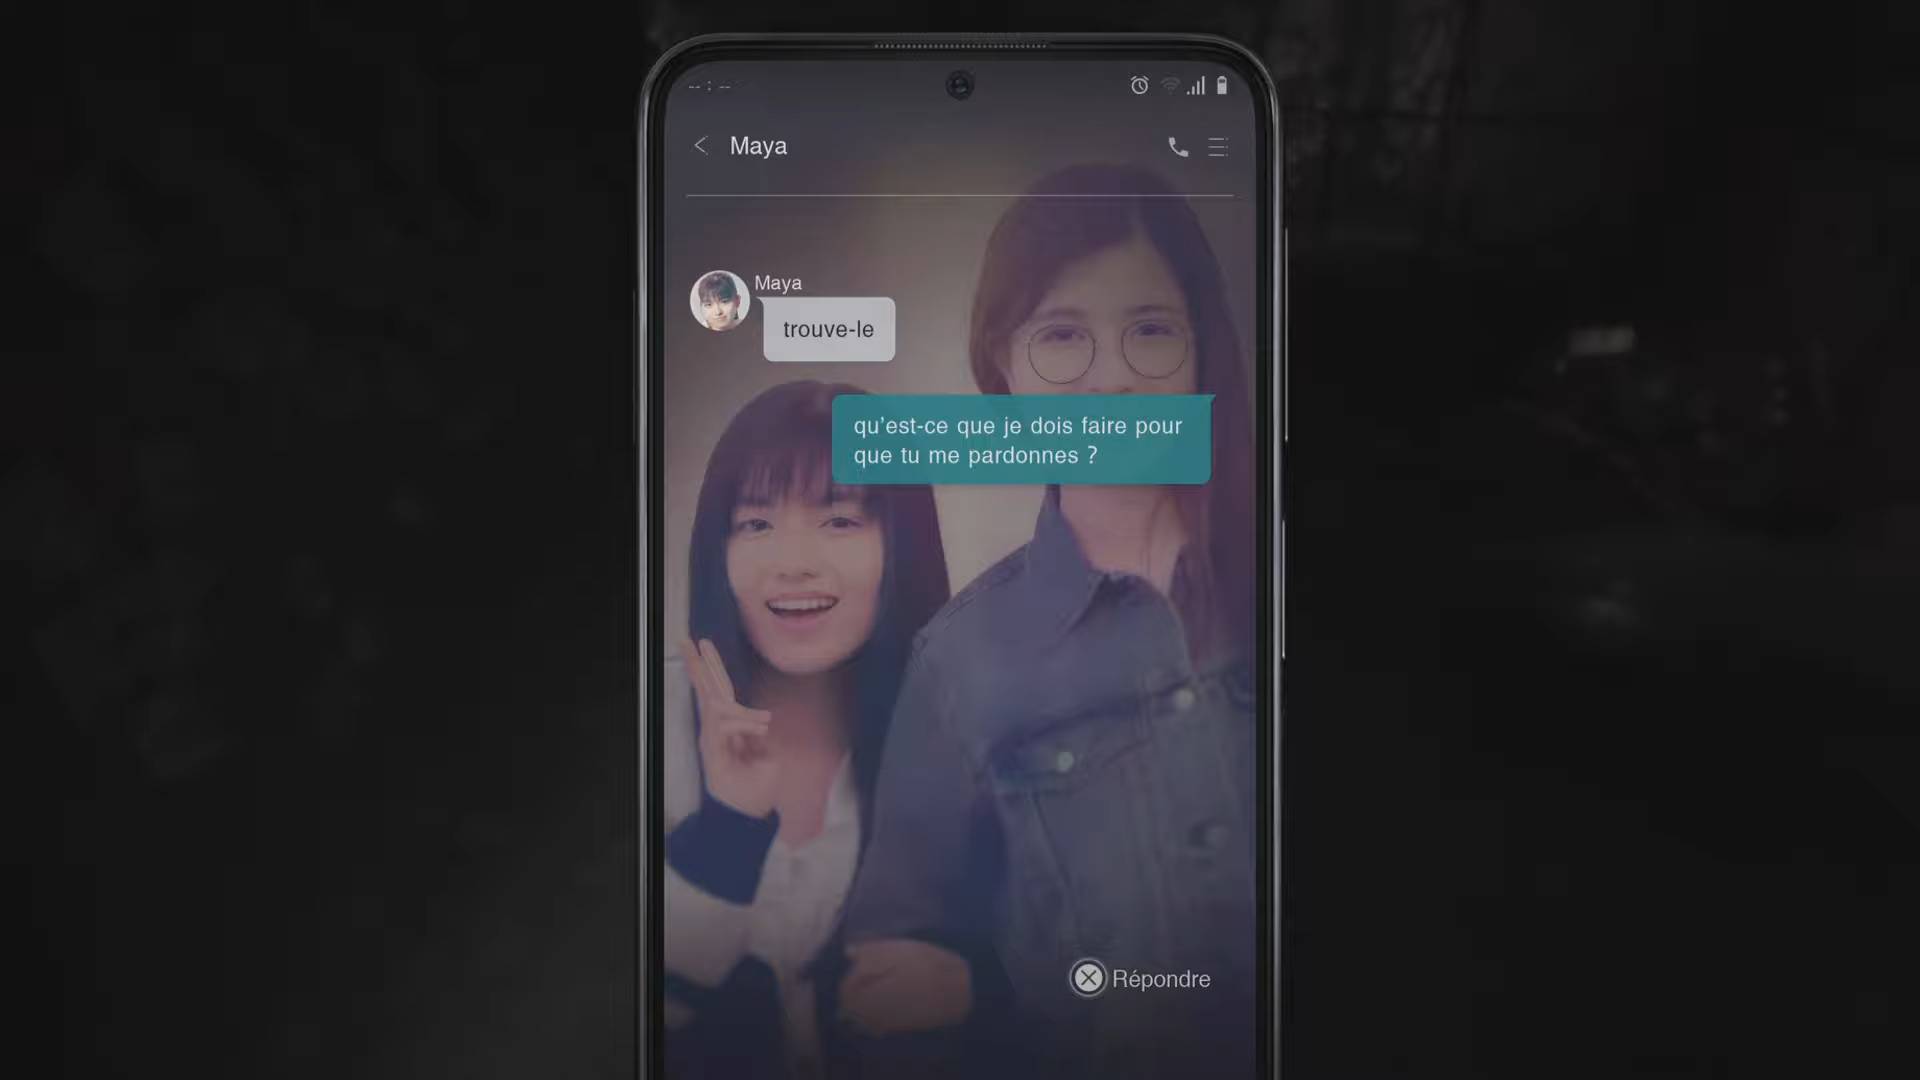 -- : --
Maya
Maya
trouve-le
qu'est-ce que je dois faire pour
que tu me pardonnes ?
Répondre